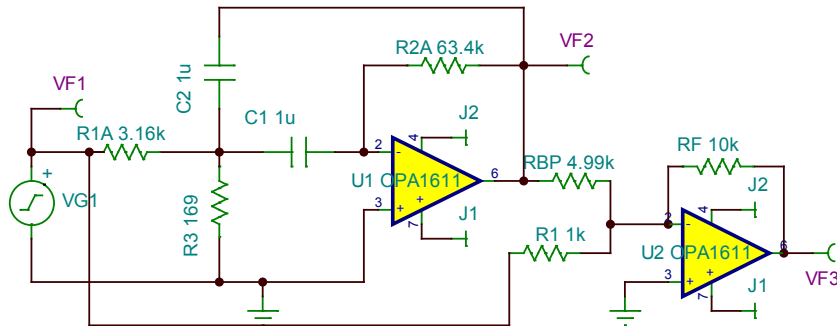 R2A 63.4k
VF2
C2 1u
VF1
C1 1u
J2
R1A 3.16k
2
-
4
RF 10k
+
U1 OPA1611
6
RBP 4.99k
J2
VG1
R3 169
3
+
+
7
J1
2
-
4
R1 1k
U2 OPA1611
6
3
+
+
7
J1
VF3